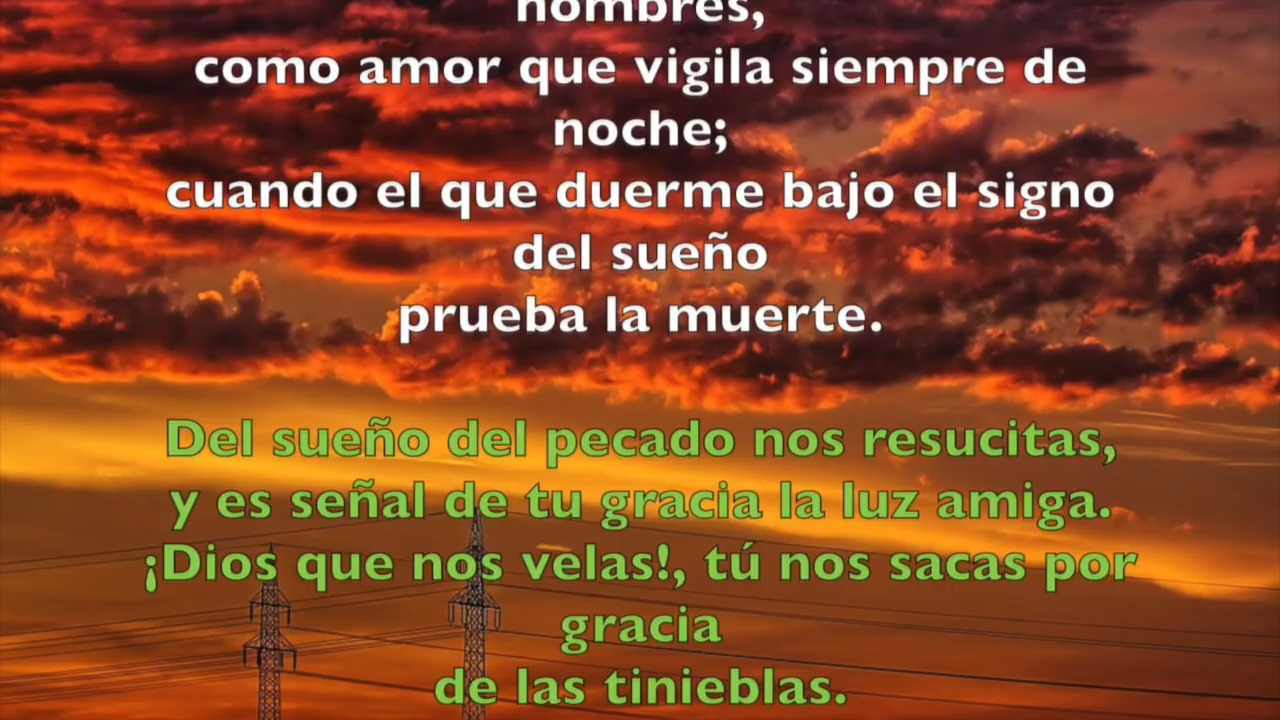 hombres,
como amor que vigila siempre de
noche;
cuando el que duerme bajo el signo
del sueño
prueba la muerte.
Del sueño del pecado nos resucitas,
y es señal de tu gracia la luz amiga.
¡Dios que nos velas!, tú nos sacas por
gracia
de las tinieblas.